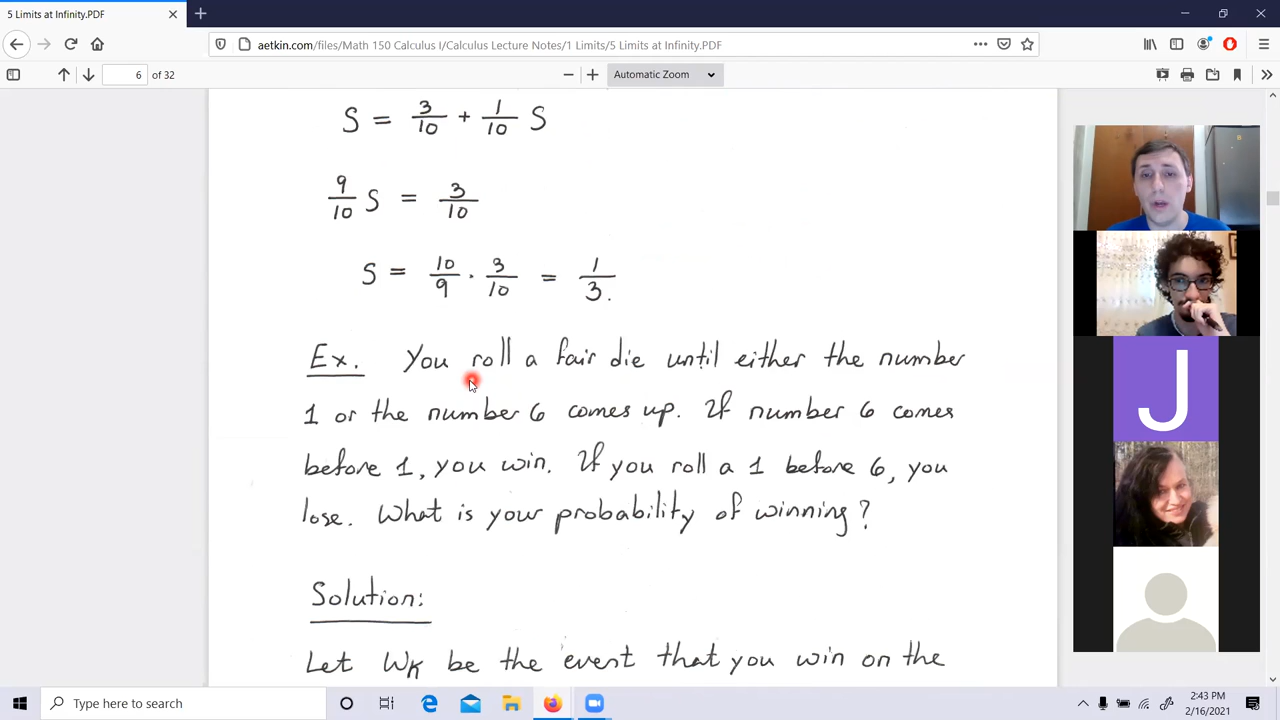 5 Limits at Infinity.PDF
aetkin.com/files/Math 150 Calculus I/Calculus Lecture Notes/1 Limits/5 Limits at Infinity.PDF
6 of 32
Automatic Zoom
S = 3/10 + 1/10 S
9/10 S = 3/10
S = 10/9 · 3/10 = 1/3.
Ex. You roll a fair die until either the number
1 or the number 6 comes up. If number 6 comes
before 1, you win. If you roll a 1 before 6, you
lose. What is your probability of winning?
Solution:
Let WK be the event that you win on the
J
Type here to search
2:43 PM
2/16/2021